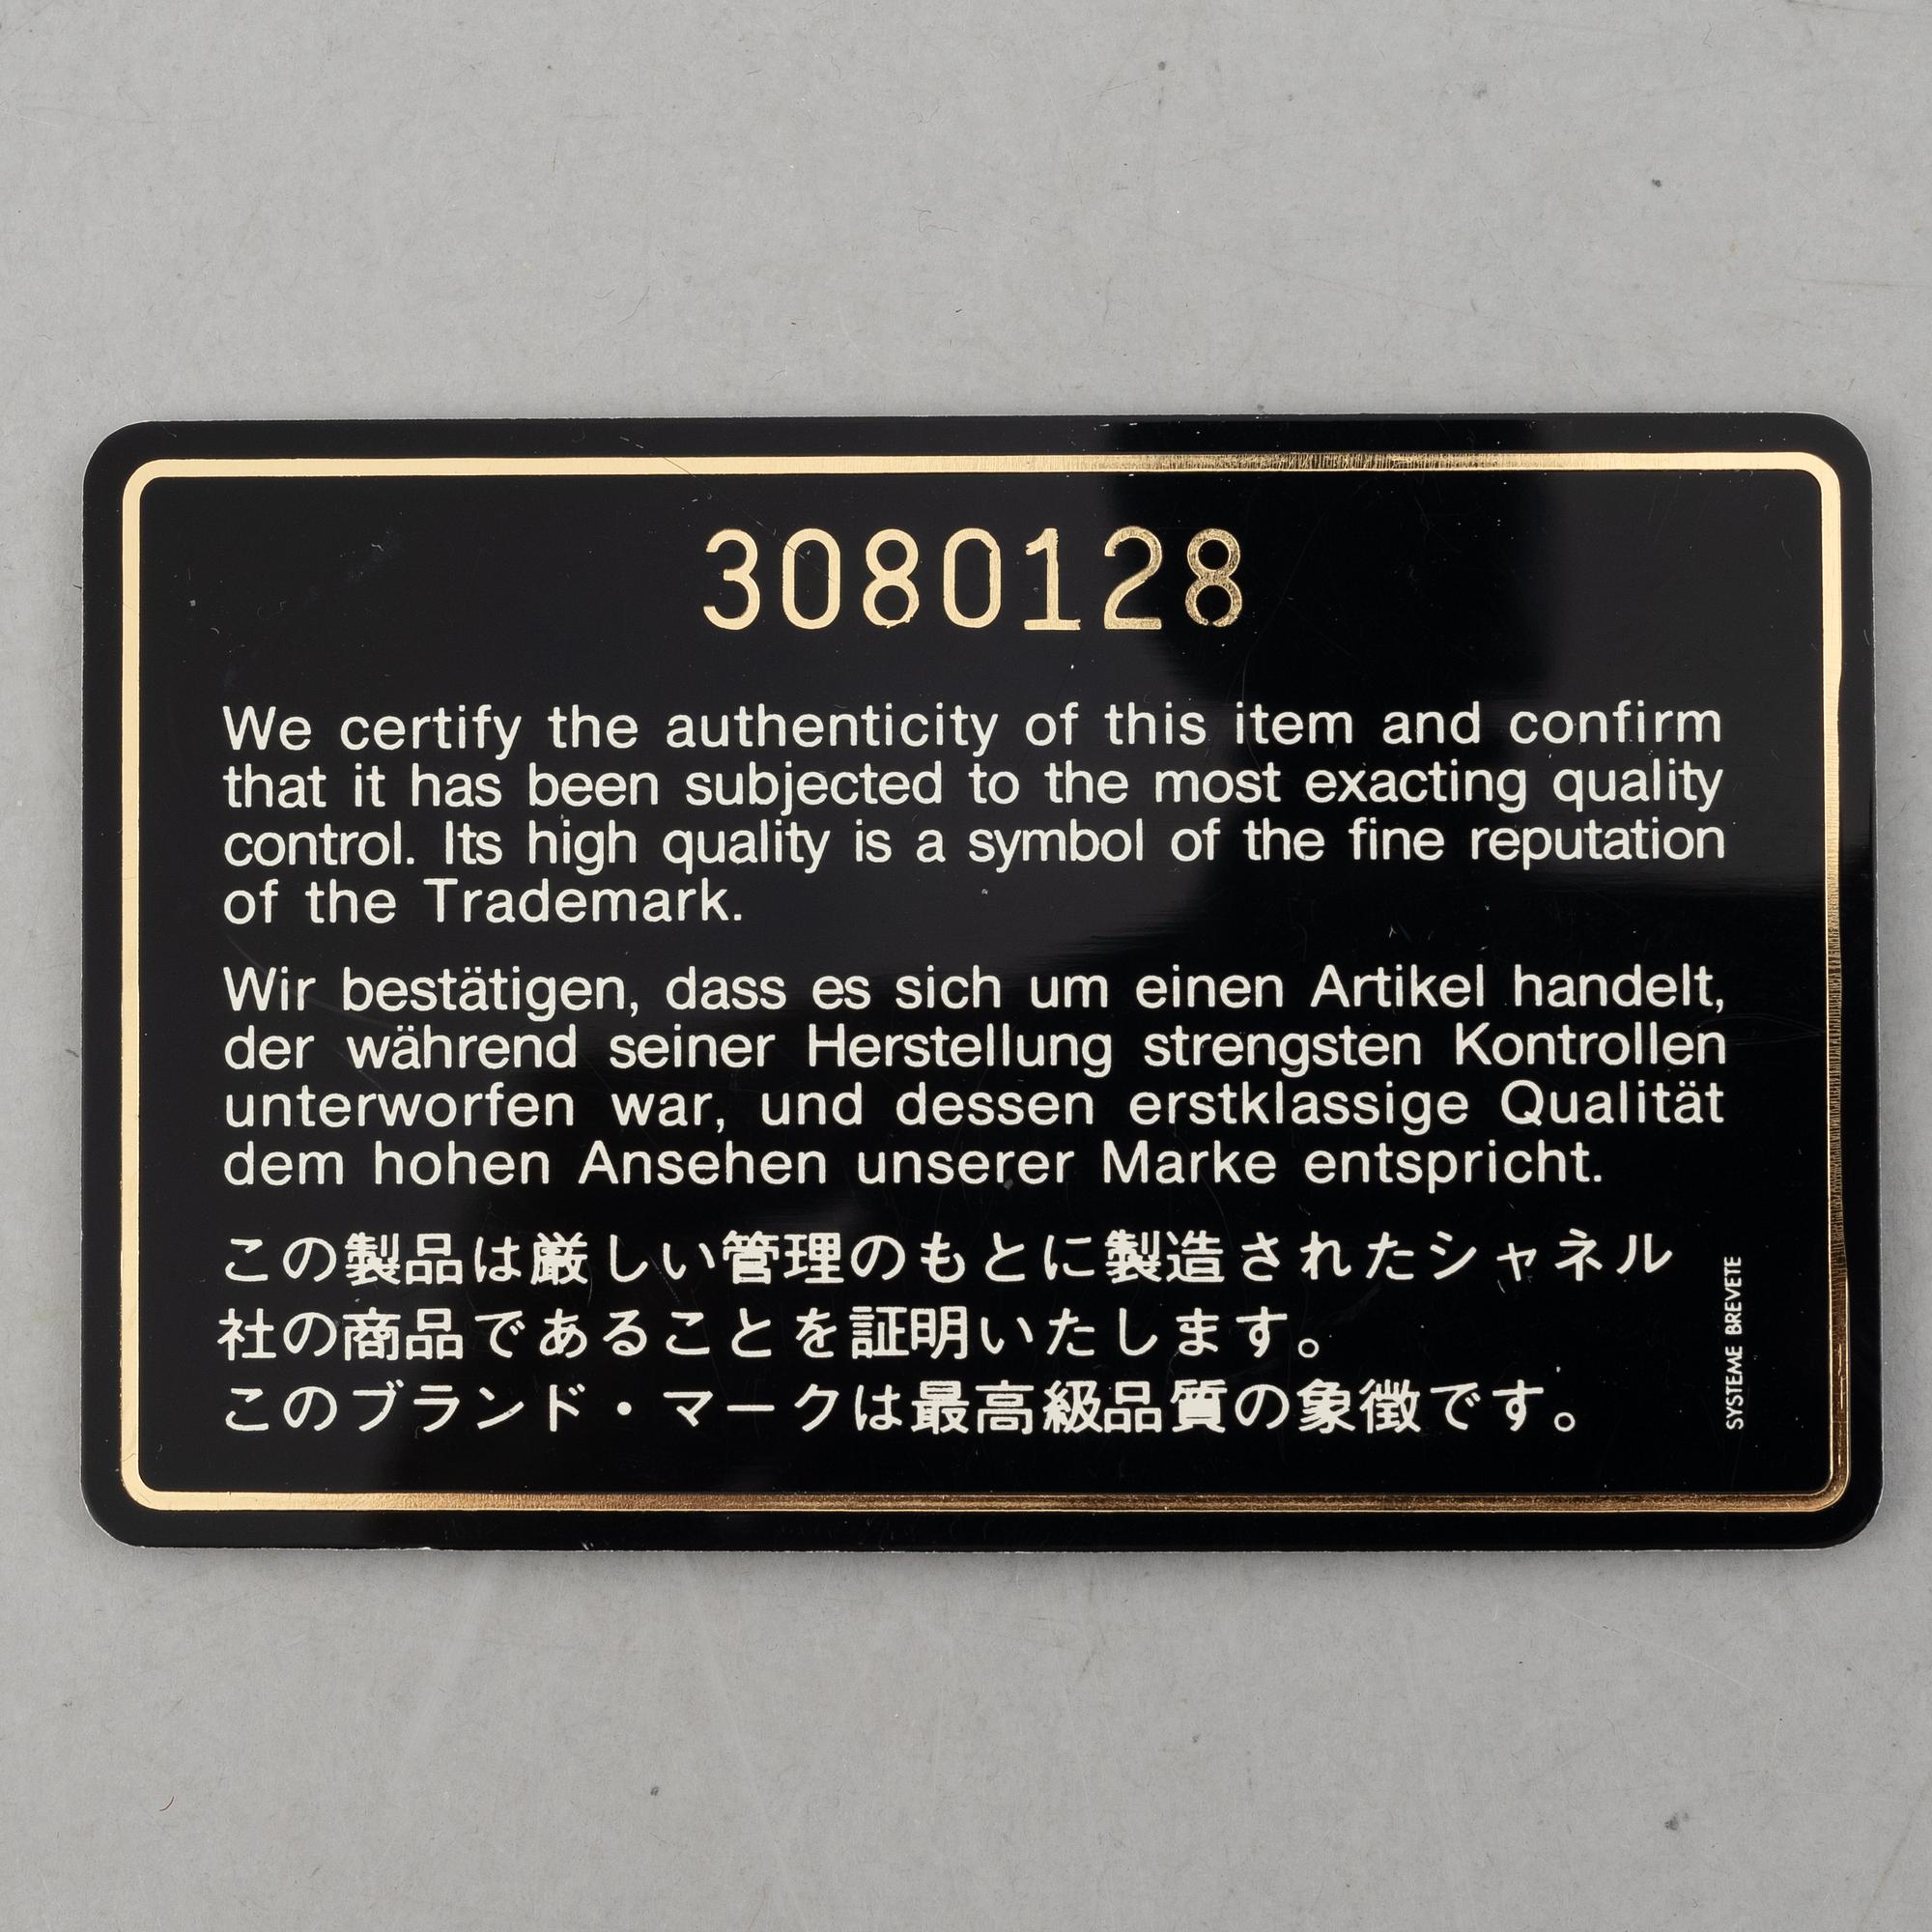 3080128
We certify the authenticity of this item and confirm
that it has been subjected to the most exacting quality
control. Its high quality is a symbol of the fine reputation
of the Trademark.
Wir bestätigen, dass es sich um einen Artikel handelt,
der während seiner Herstellung strengsten Kontrollen
unterworfen war, und dessen erstklassige Qualität
dem hohen Ansehen unserer Marke entspricht.
この製品は厳しい管理のもとに製造されたシャネル
社の商品であることを証明いたします。
このブランド・マークは最高級品質の象徴です。
SYSTEME BREVETE